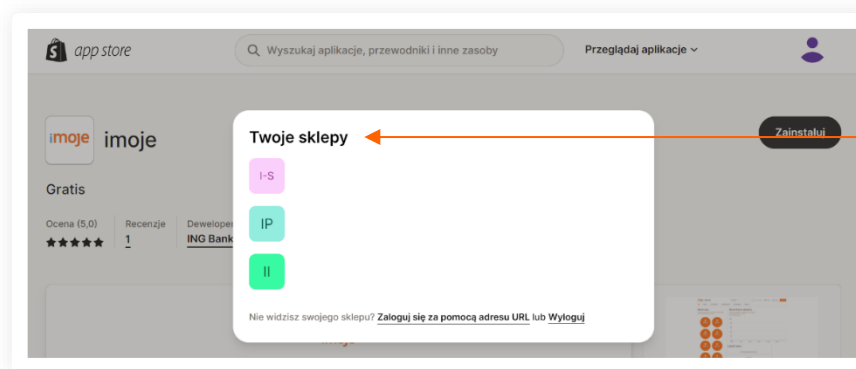 app store
Wyszukaj aplikacje, przewodniki i inne zasoby
Przeglądaj aplikacje
imoje
imoje
Zainstaluj
Gratis
Ocena (5,0)
Recenzje
1
Deweloper
ING Bank
Twoje sklepy
I-S
IP
II
Nie widzisz swojego sklepu? Zaloguj się za pomocą adresu URL lub Wyloguj